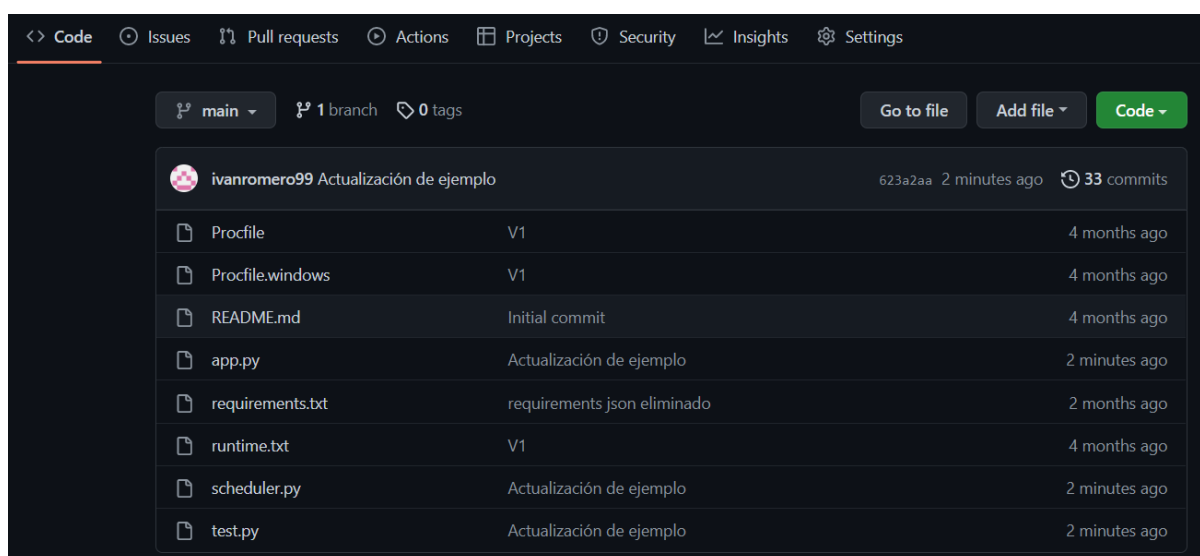 <> Code Issues Pull requests Actions Projects Security Insights Settings
main 1 branch 0 tags Go to file Add file Code
ivanromero99 Actualización de ejemplo 623a2aa 2 minutes ago 33 commits
Procfile V1 4 months ago
Procfile.windows V1 4 months ago
README.md Initial commit 4 months ago
app.py Actualización de ejemplo 2 minutes ago
requirements.txt requirements json eliminado 2 months ago
runtime.txt V1 4 months ago
scheduler.py Actualización de ejemplo 2 minutes ago
test.py Actualización de ejemplo 2 minutes ago